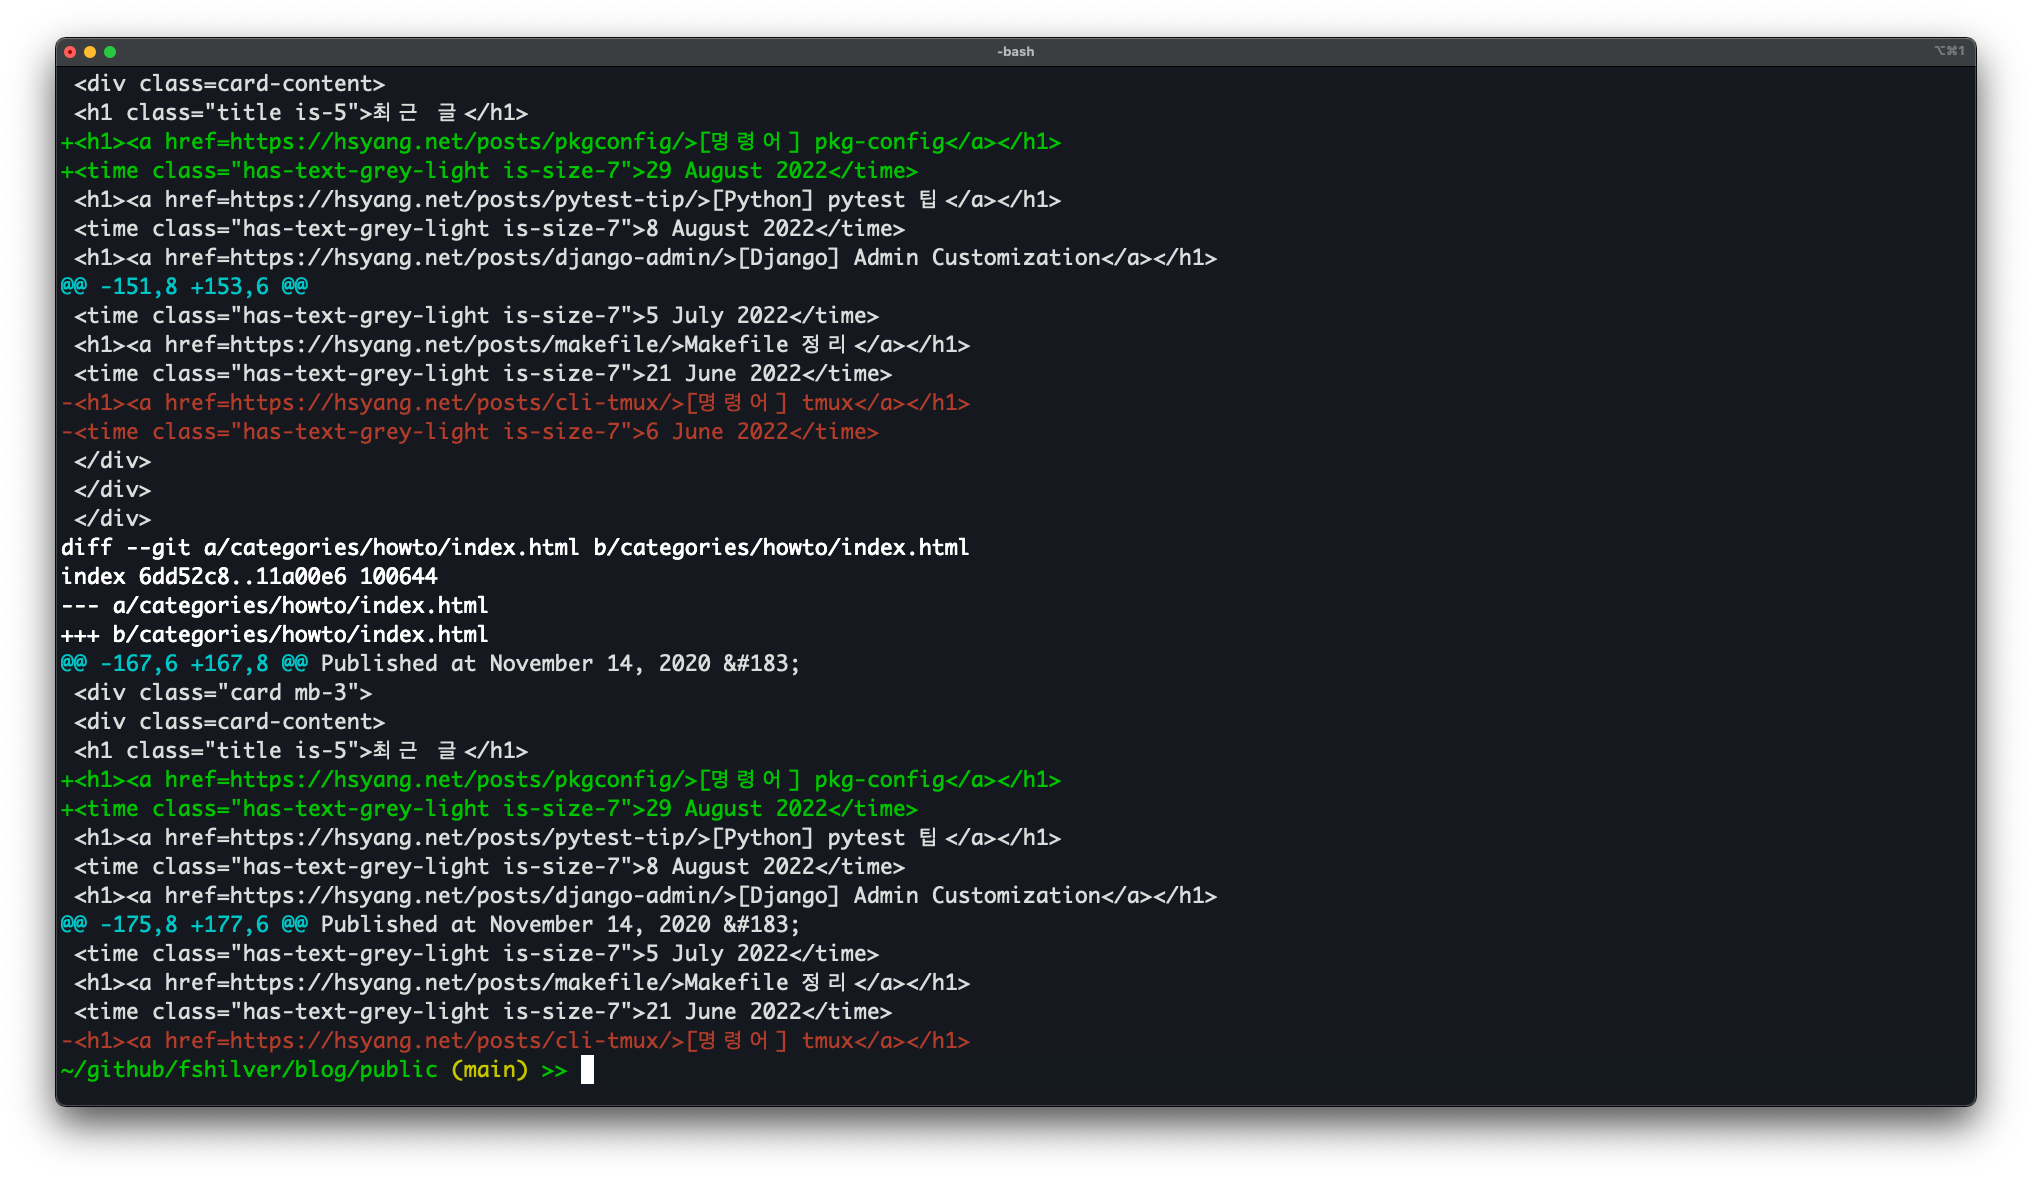 -bash
⌥⌘1
<div class=card-content>
<h1 class="title is-5">최근 글</h1>
+<h1><a href=https://hsyang.net/posts/pkgconfig/>[명령어] pkg-config</a></h1>
+<time class="has-text-grey-light is-size-7">29 August 2022</time>
<h1><a href=https://hsyang.net/posts/pytest-tip/>[Python] pytest 팁</a></h1>
<time class="has-text-grey-light is-size-7">8 August 2022</time>
<h1><a href=https://hsyang.net/posts/django-admin/>[Django] Admin Customization</a></h1>
@@ -151,8 +153,6 @@
<time class="has-text-grey-light is-size-7">5 July 2022</time>
<h1><a href=https://hsyang.net/posts/makefile/>Makefile 정리</a></h1>
<time class="has-text-grey-light is-size-7">21 June 2022</time>
-<h1><a href=https://hsyang.net/posts/cli-tmux/>[명령어] tmux</a></h1>
-<time class="has-text-grey-light is-size-7">6 June 2022</time>
</div>
</div>
</div>
diff --git a/categories/howto/index.html b/categories/howto/index.html
index 6dd52c8..11a00e6 100644
--- a/categories/howto/index.html
+++ b/categories/howto/index.html
@@ -167,6 +167,8 @@ Published at November 14, 2020 &#183;
<div class="card mb-3">
<div class=card-content>
<h1 class="title is-5">최근 글</h1>
+<h1><a href=https://hsyang.net/posts/pkgconfig/>[명령어] pkg-config</a></h1>
+<time class="has-text-grey-light is-size-7">29 August 2022</time>
<h1><a href=https://hsyang.net/posts/pytest-tip/>[Python] pytest 팁</a></h1>
<time class="has-text-grey-light is-size-7">8 August 2022</time>
<h1><a href=https://hsyang.net/posts/django-admin/>[Django] Admin Customization</a></h1>
@@ -175,8 +177,6 @@ Published at November 14, 2020 &#183;
<time class="has-text-grey-light is-size-7">5 July 2022</time>
<h1><a href=https://hsyang.net/posts/makefile/>Makefile 정리</a></h1>
<time class="has-text-grey-light is-size-7">21 June 2022</time>
-<h1><a href=https://hsyang.net/posts/cli-tmux/>[명령어] tmux</a></h1>
~/github/fshilver/blog/public (main) >>